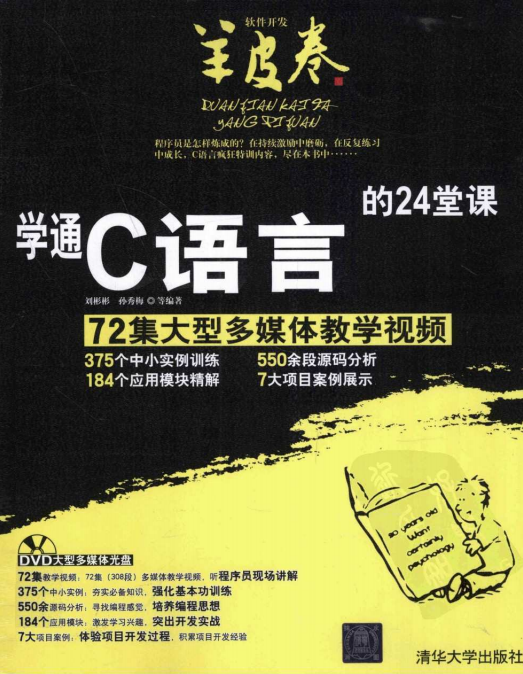 软件开发
羊皮卷
RUAN JIAN KAI FA
YANG PI JUAN
程序员是怎样炼成的？在持续激励中磨砺，在反复练习
中成长，C语言疯狂特训内容，尽在本书中……
学通C语言的24堂课
刘彬彬 孙秀梅 ◎ 等编著
72集大型多媒体教学视频
375个中小实例训练 550余段源码分析
184个应用模块精解 7大项目案例展示
50 years old
Want
certainly
psychology
DVD大型多媒体光盘
72集教学视频：72集（308段）多媒体教学视频，听程序员现场讲解
375个中小实例：夯实必备知识，强化基本功训练
550余源码分析：寻找编程感觉，培养编程思想
184个应用模块：激发学习兴趣，突出开发实战
7大项目案例：体验项目开发过程，积累项目开发经验
清华大学出版社